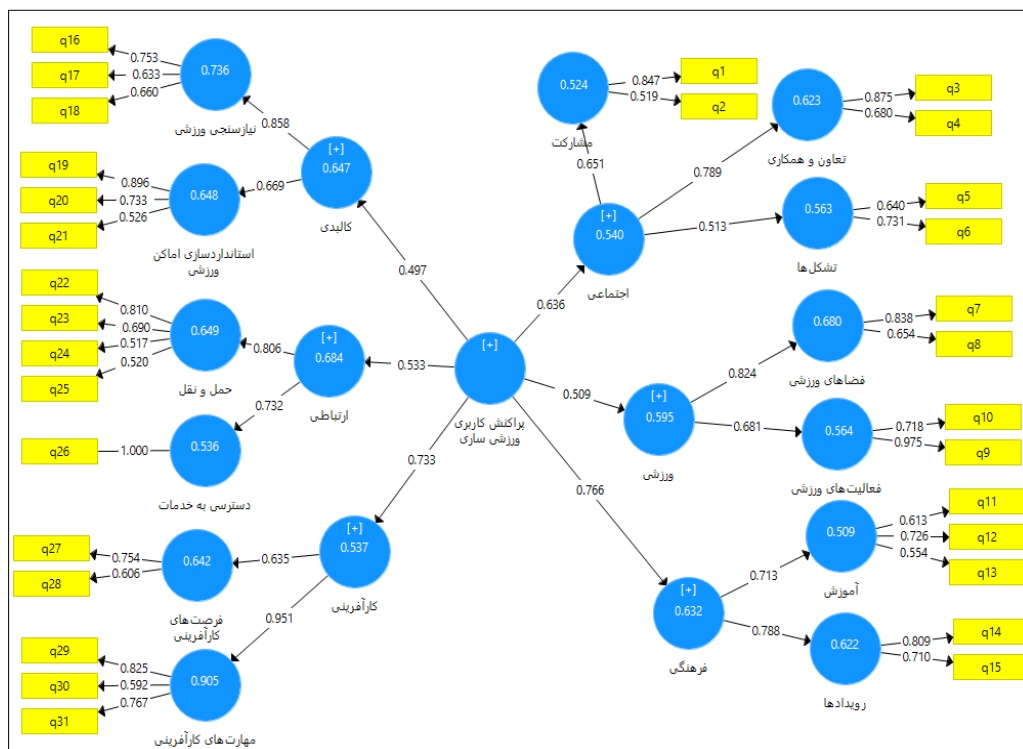 q16
q17
q18
0.753
0.633
0.660
0.736
نیازسنجی ورزشی
0.858
q19
q20
q21
0.896
0.733
0.526
0.648
استانداردسازی اماکن
ورزشی
0.669
[+]
0.647
کالبدی
0.497
q22
q23
q24
q25
0.810
0.690
0.517
0.520
0.649
حمل و نقل
0.806
[+]
0.684
ارتباطی
0.533
q26
1.000
0.536
دسترسی به خدمات
0.732
q27
q28
0.754
0.606
0.642
فرصت‌های
کارآفرینی
0.635
[+]
0.537
کارآفرینی
0.733
q29
q30
q31
0.825
0.592
0.767
0.905
مهارت‌های کارآفرینی
0.951
[+]
پراکنش کاربری
ورزشی ساری
0.636
[+]
0.540
اجتماعی
0.651
0.524
مشارکت
0.847
0.519
q1
q2
0.789
0.623
تعاون و همکاری
0.875
0.680
q3
q4
0.513
0.563
تشکل‌ها
0.640
0.731
q5
q6
0.509
[+]
0.595
ورزشی
0.824
0.680
فضاهای ورزشی
0.838
0.654
q7
q8
0.681
0.564
فعالیت‌های ورزشی
0.718
0.975
q10
q9
0.766
[+]
0.632
فرهنگی
0.713
0.509
آموزش
0.613
0.726
0.554
q11
q12
q13
0.788
0.622
رویدادها
0.809
0.710
q14
q15